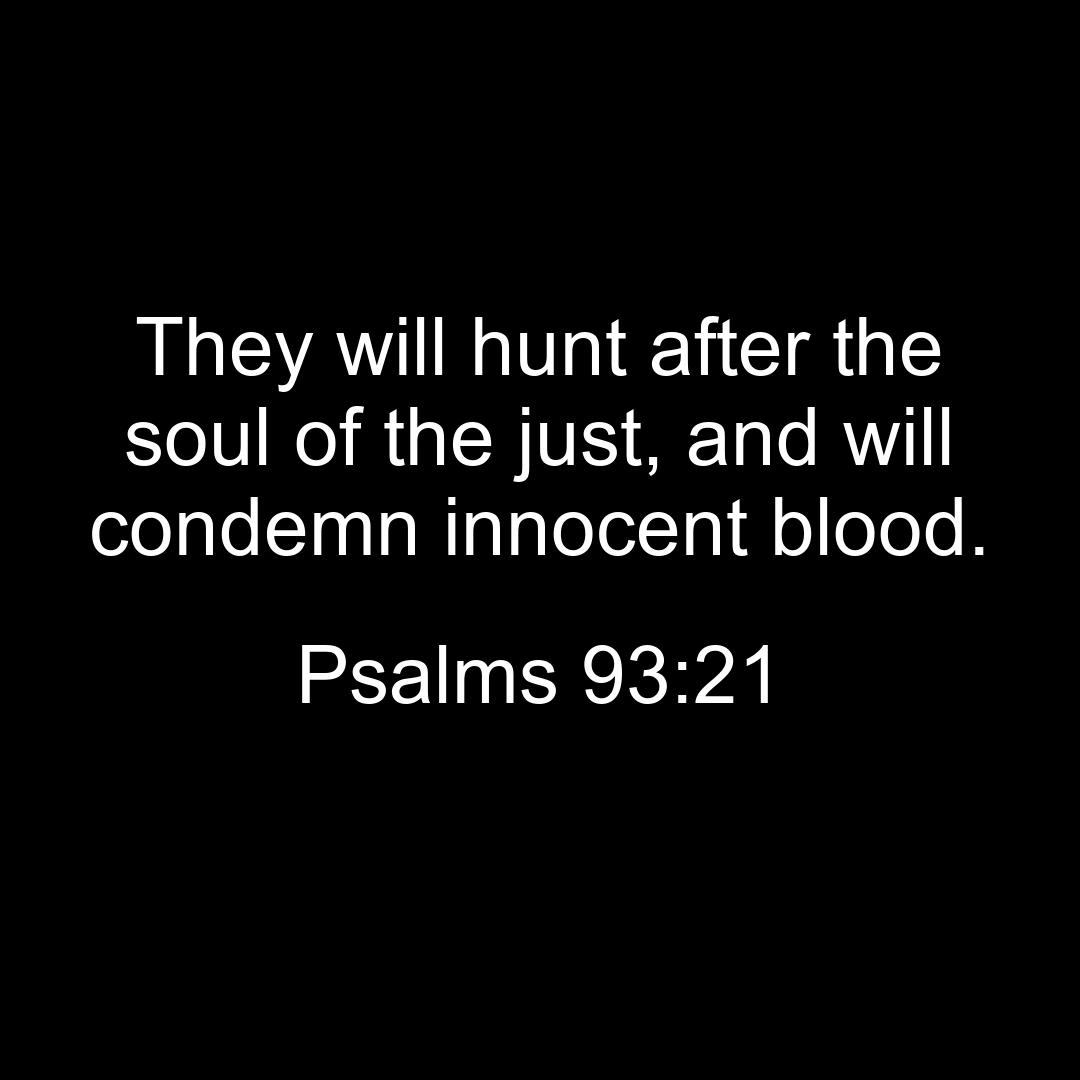 They will hunt after the
soul of the just, and will
condemn innocent blood.
Psalms 93:21